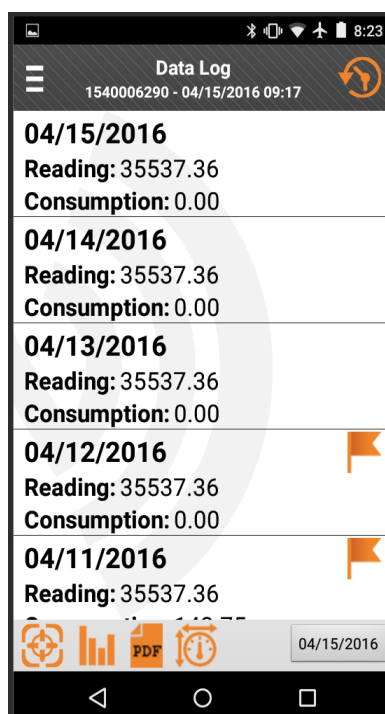 8:23
Data Log
1540006290 - 04/15/2016 09:17
04/15/2016
Reading: 35537.36
Consumption: 0.00
04/14/2016
Reading: 35537.36
Consumption: 0.00
04/13/2016
Reading: 35537.36
Consumption: 0.00
04/12/2016
Reading: 35537.36
Consumption: 0.00
04/11/2016
Reading: 35537.36
PDF
04/15/2016